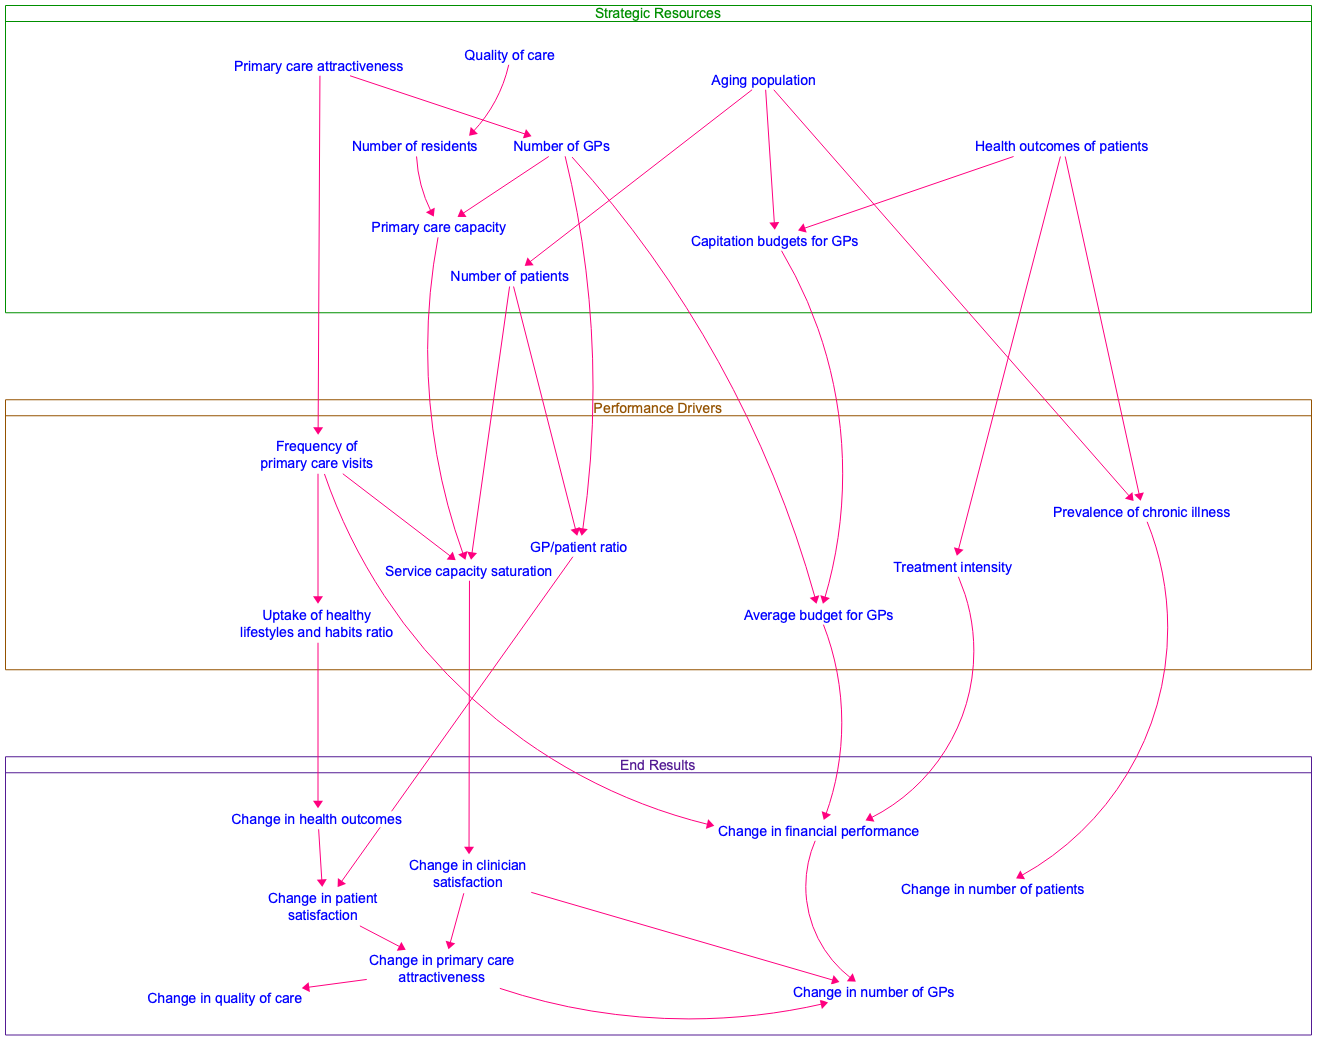 Strategic Resources
Quality of care
Primary care attractiveness
Aging population
Number of residents
Number of GPs
Health outcomes of patients
Primary care capacity
Capitation budgets for GPs
Number of patients
Performance Drivers
Frequency of
primary care visits
Prevalence of chronic illness
GP/patient ratio
Service capacity saturation
Treatment intensity
Uptake of healthy
lifestyles and habits ratio
Average budget for GPs
End Results
Change in health outcomes
Change in financial performance
Change in clinician
satisfaction
Change in number of patients
Change in patient
satisfaction
Change in primary care
attractiveness
Change in quality of care
Change in number of GPs